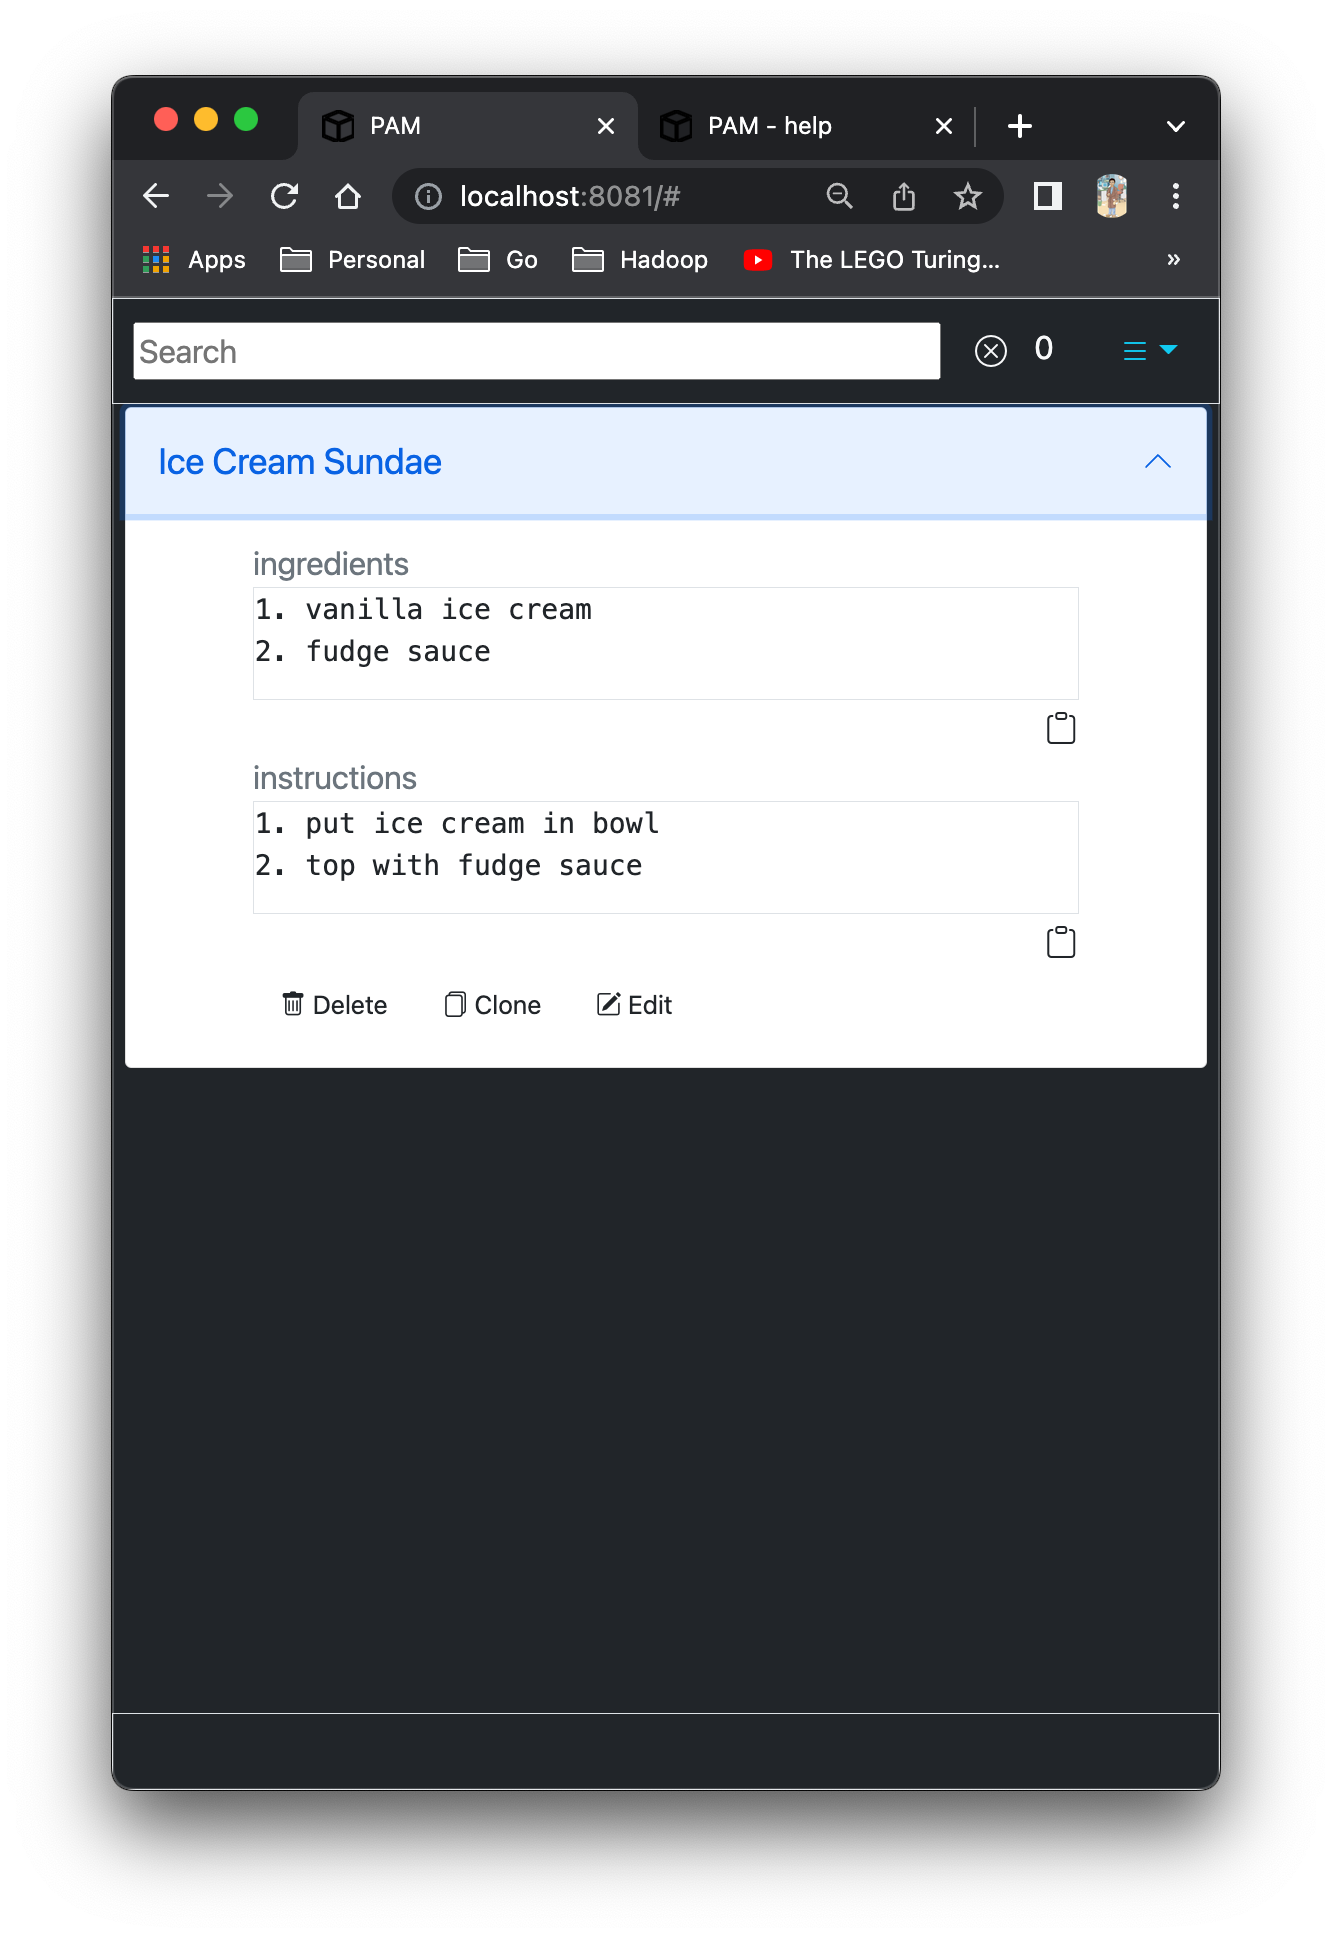 PAM
PAM - help
localhost:8081/#
Apps Personal Go Hadoop The LEGO Turing...
Search 0
Ice Cream Sundae
ingredients
1. vanilla ice cream
2. fudge sauce
instructions
1. put ice cream in bowl
2. top with fudge sauce
Delete Clone Edit